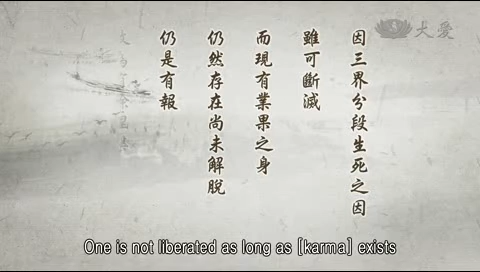 大愛
因三界分段生死之因
雖可斷滅
而現有業果之身
仍然存在尚未解脫
仍是有報
One is not liberated as long as [karma] exists